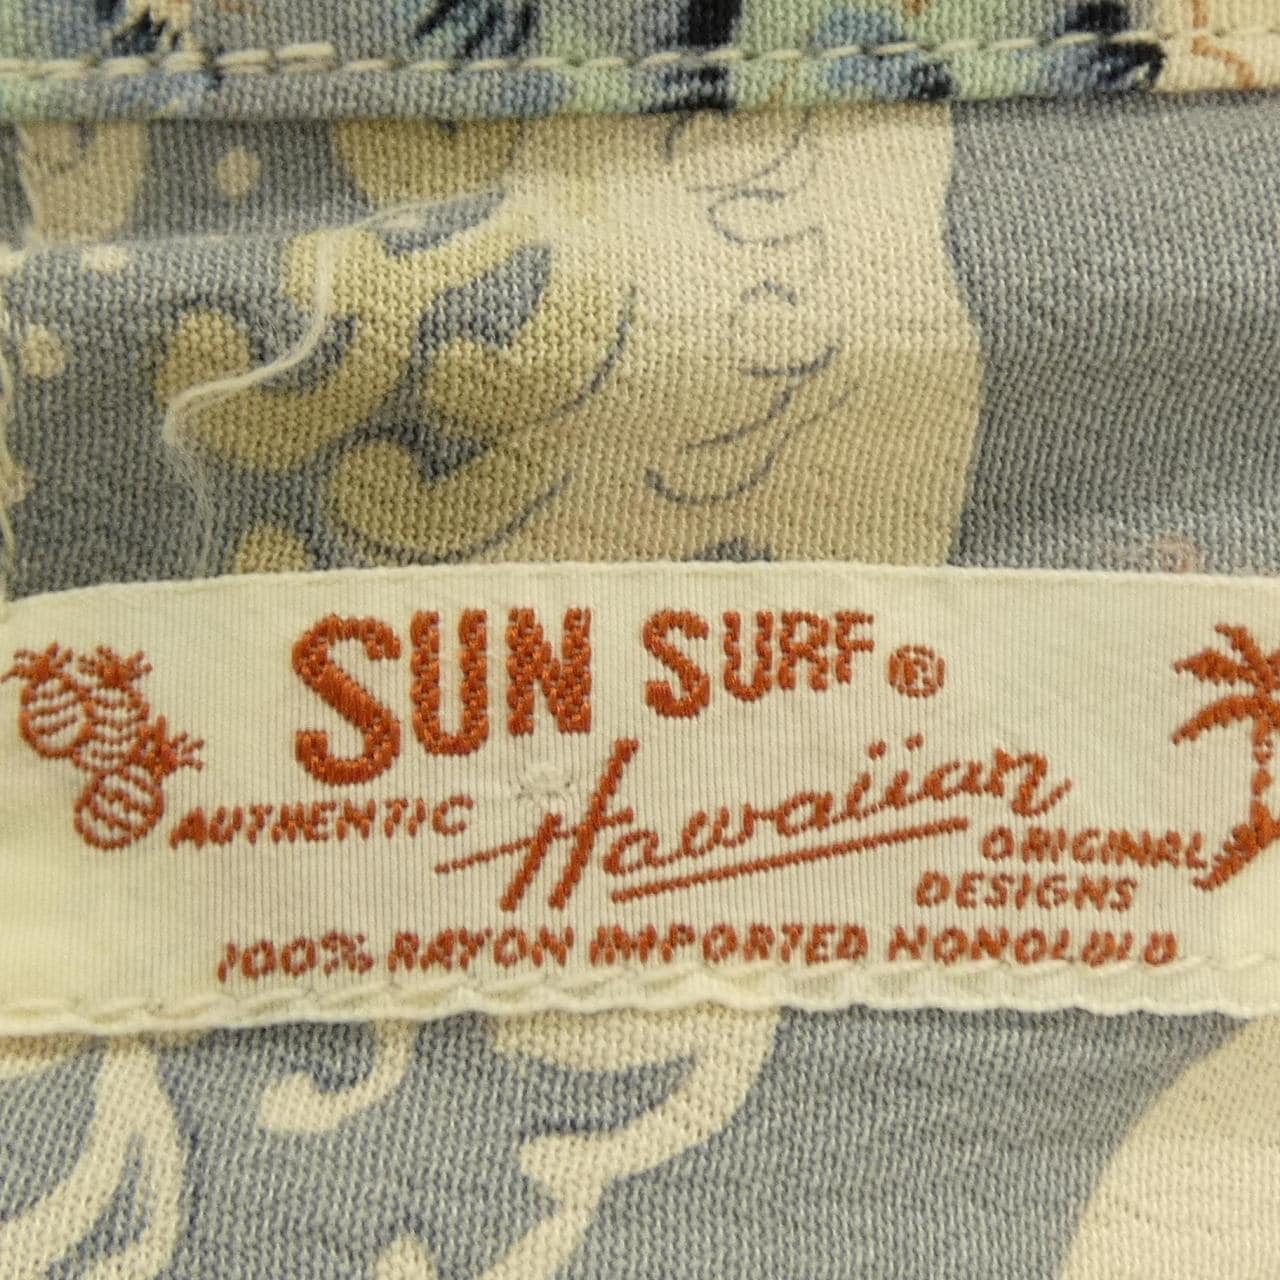 SUN SURF®
AUTHENTIC Hawaiian ORIGINAL
DESIGNS
100% RAYON IMPORTED HONOLULU